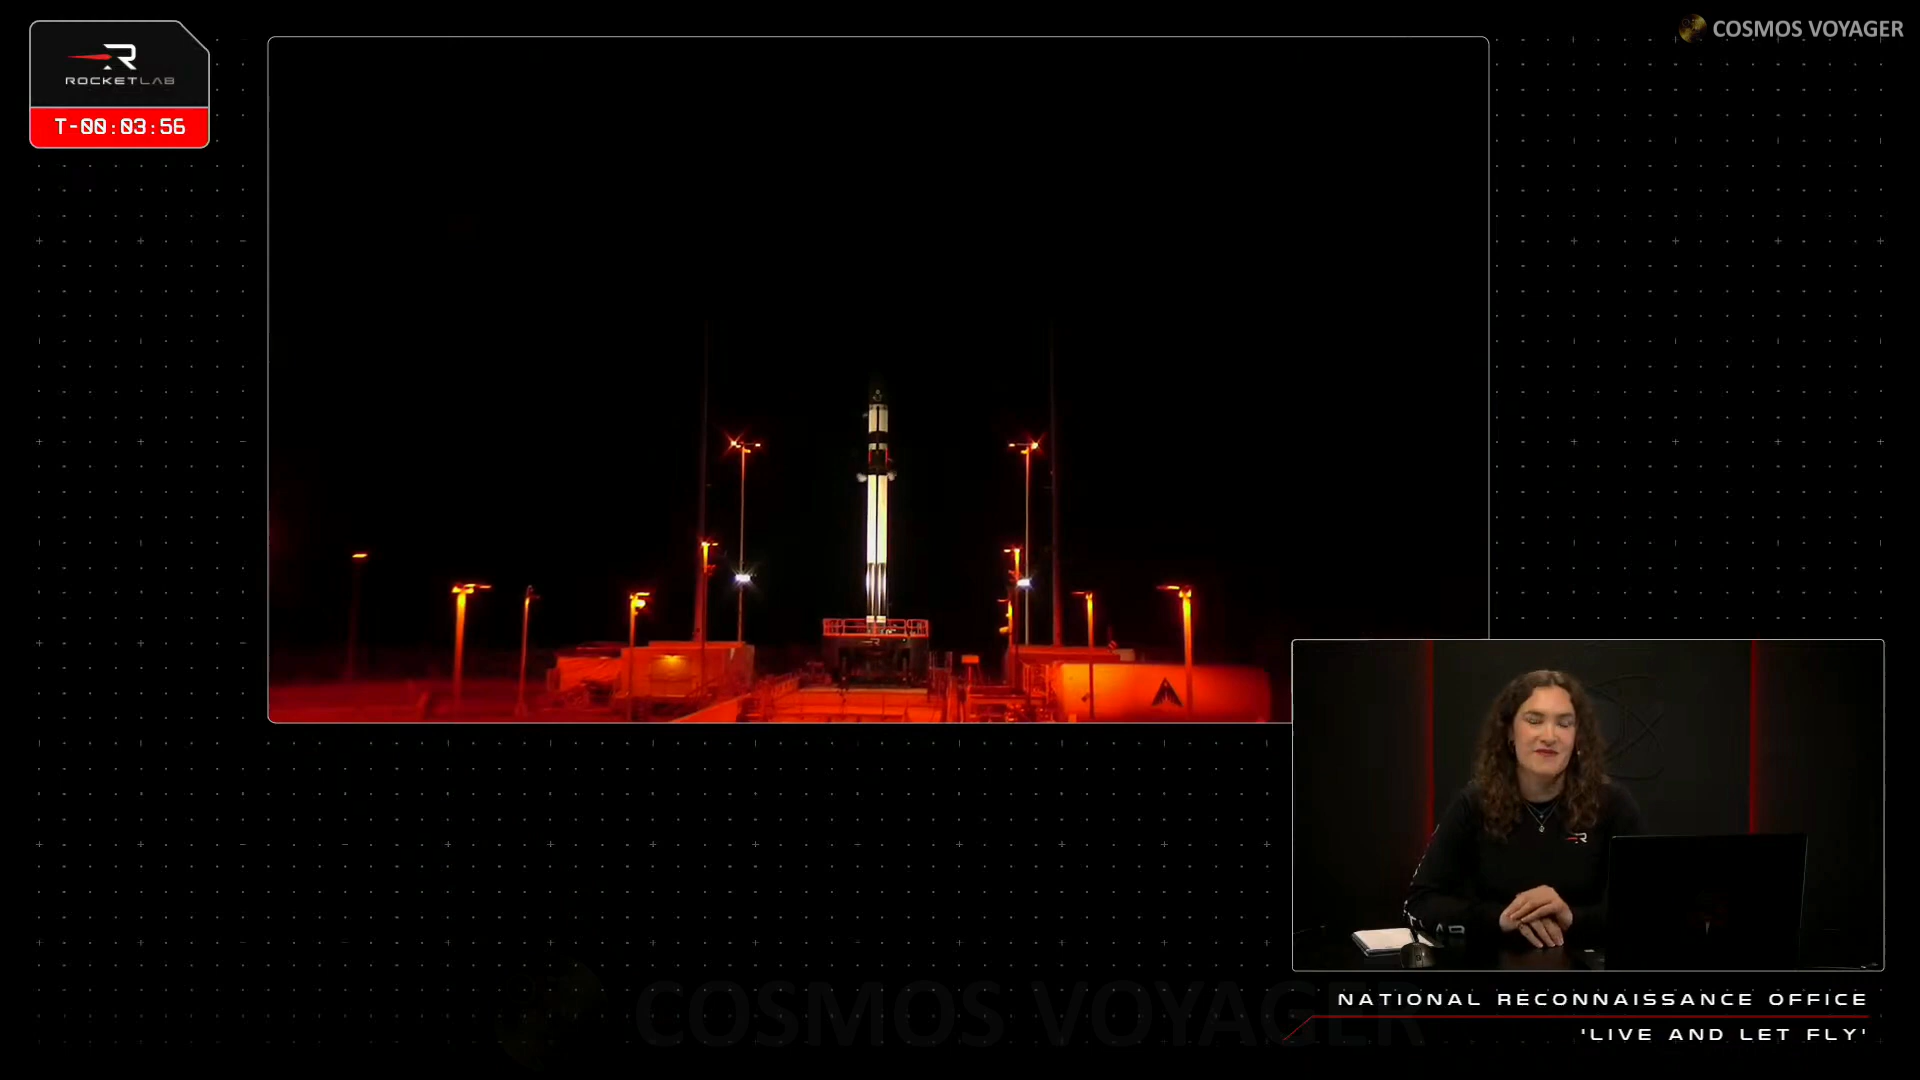 ROCKETLAB
T-00:03:56
COSMOS VOYAGER
COSMOS VOYAGER
NATIONAL RECONNAISSANCE OFFICE
'LIVE AND LET FLY'